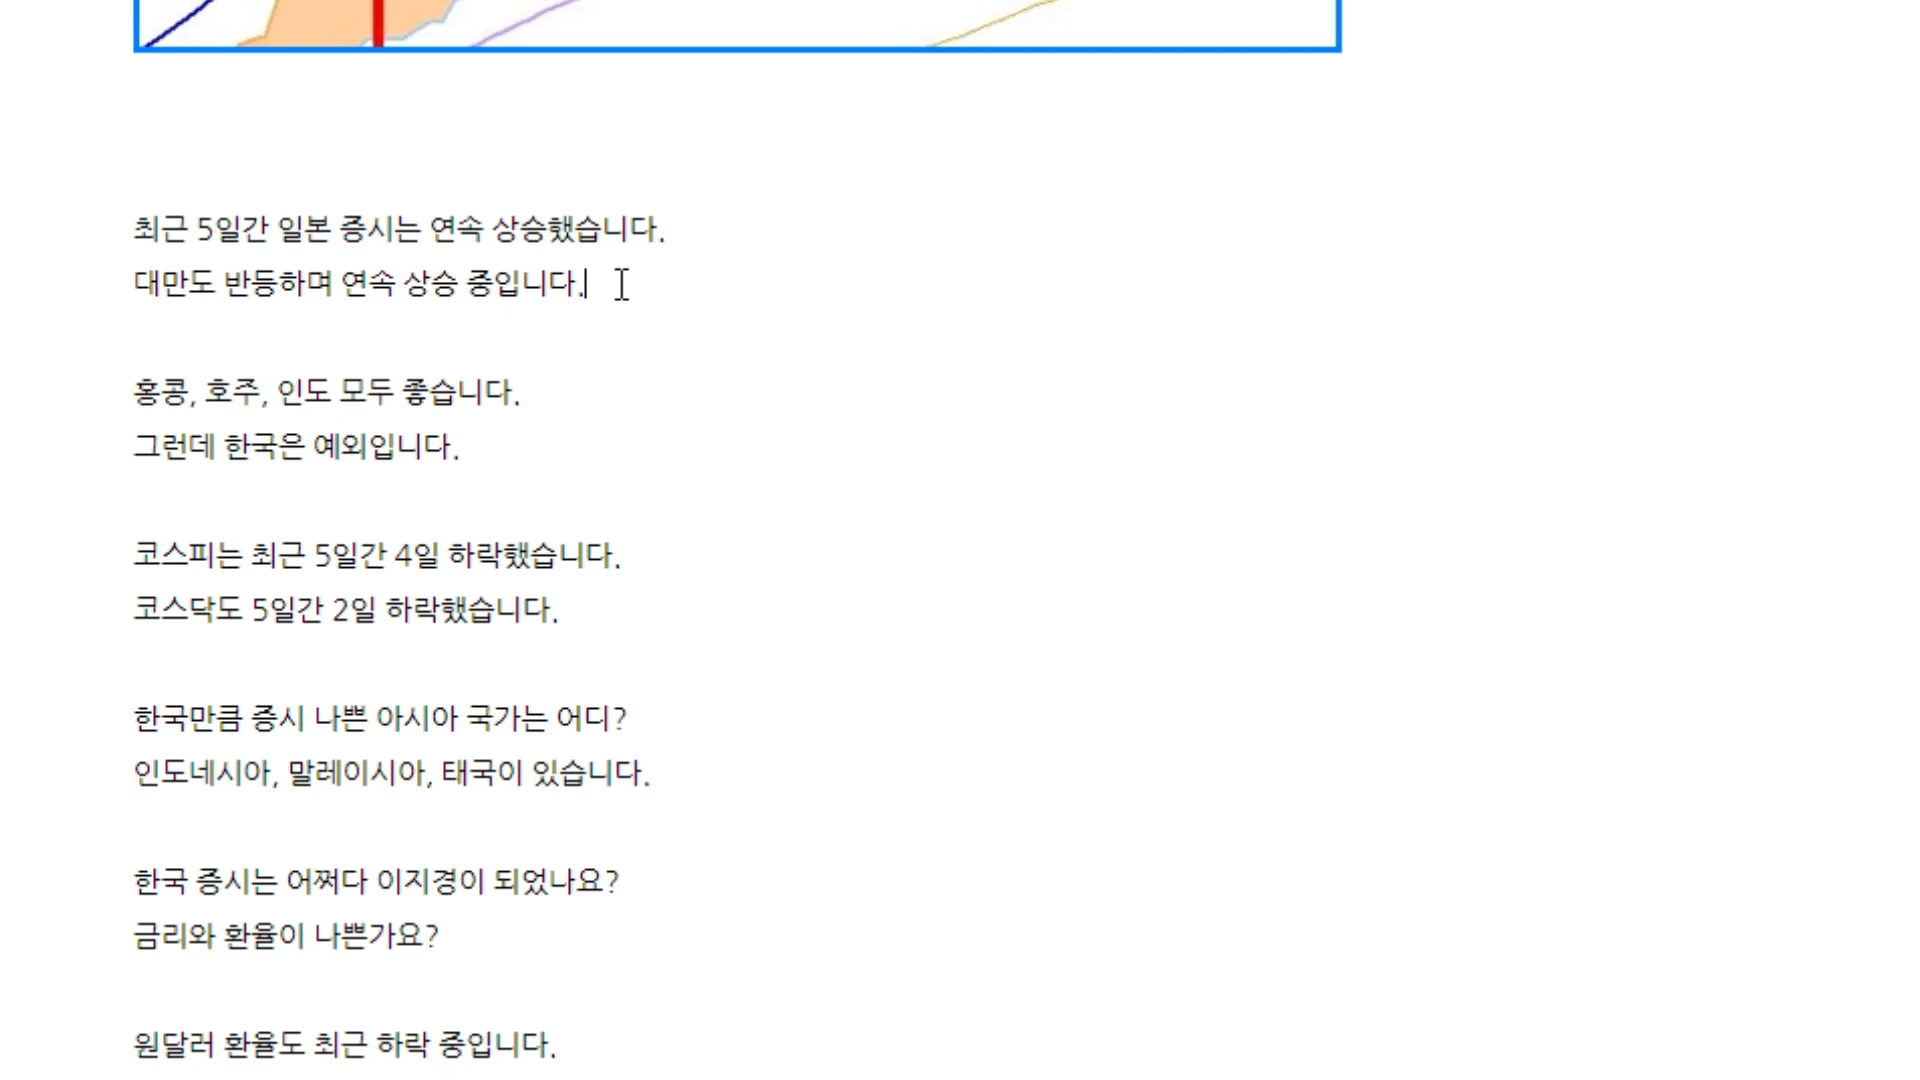 최근 5일간 일본 증시는 연속 상승했습니다.
대만도 반등하며 연속 상승 중입니다.
홍콩, 호주, 인도 모두 좋습니다.
그런데 한국은 예외입니다.
코스피는 최근 5일간 4일 하락했습니다.
코스닥도 5일간 2일 하락했습니다.
한국만큼 증시 나쁜 아시아 국가는 어디?
인도네시아, 말레이시아, 태국이 있습니다.
한국 증시는 어쩌다 이지경이 되었나요?
금리와 환율이 나쁜가요?
원달러 환율도 최근 하락 중입니다.